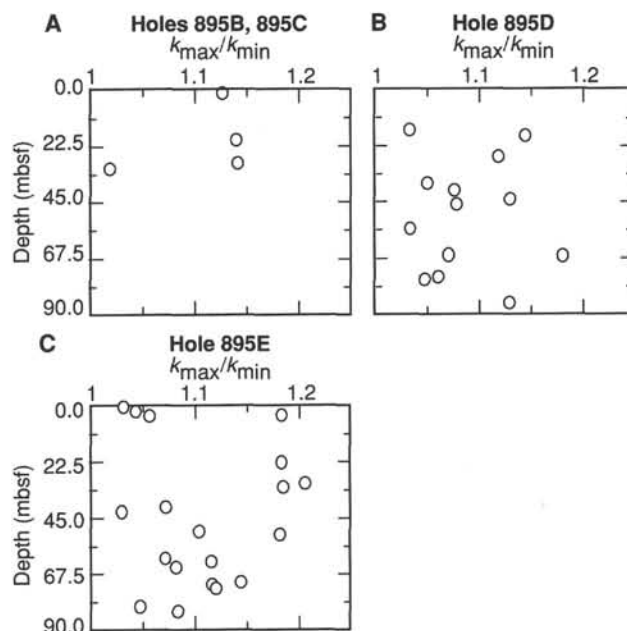 A Holes 895B, 895C
kmax/kmin
1 1.1 1.2
0.0
22.5
45.0
67.5
90.0
Depth (mbsf)
B Hole 895D
kmax/kmin
1 1.1 1.2
C Hole 895E
kmax/kmin
1 1.1 1.2
0.0
22.5
45.0
67.5
90.0
Depth (mbsf)